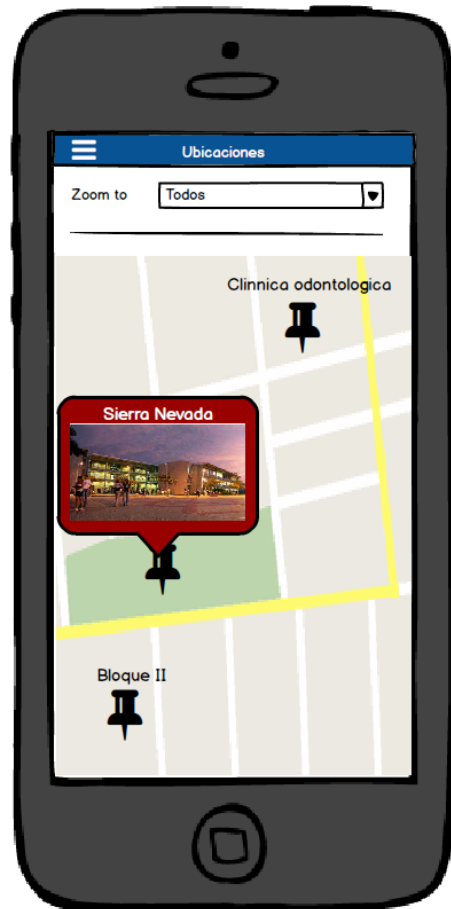 Ubicaciones
Zoom to
Todos
Clinnica odontologica
Sierra Nevada
Bloque II